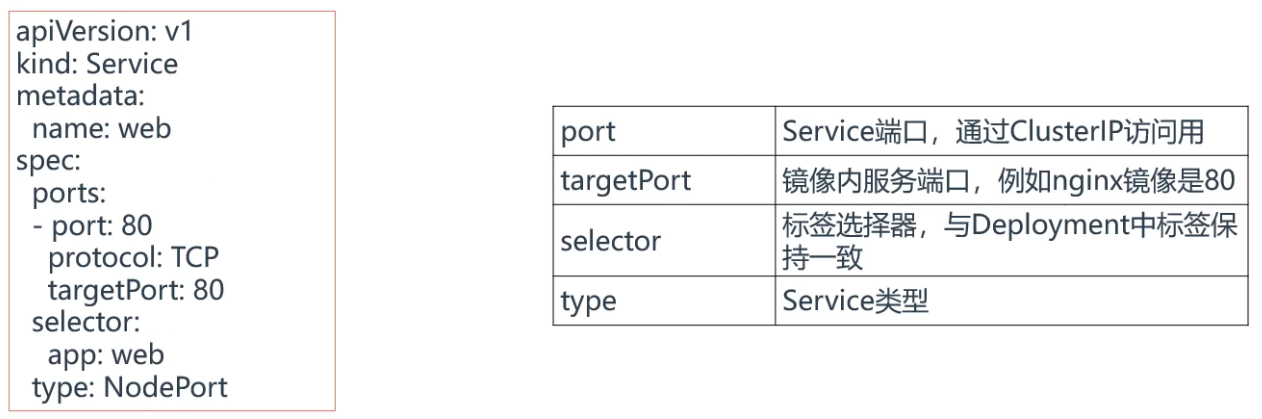 apiVersion: v1
kind: Service
metadata:
  name: web
spec:
  ports:
  - port: 80
    protocol: TCP
    targetPort: 80
  selector:
    app: web
  type: NodePort
port Service端口，通过ClusterIP访问用
targetPort 镜像内服务端口，例如nginx镜像是80
selector 标签选择器，与Deployment中标签保
持一致
type Service类型